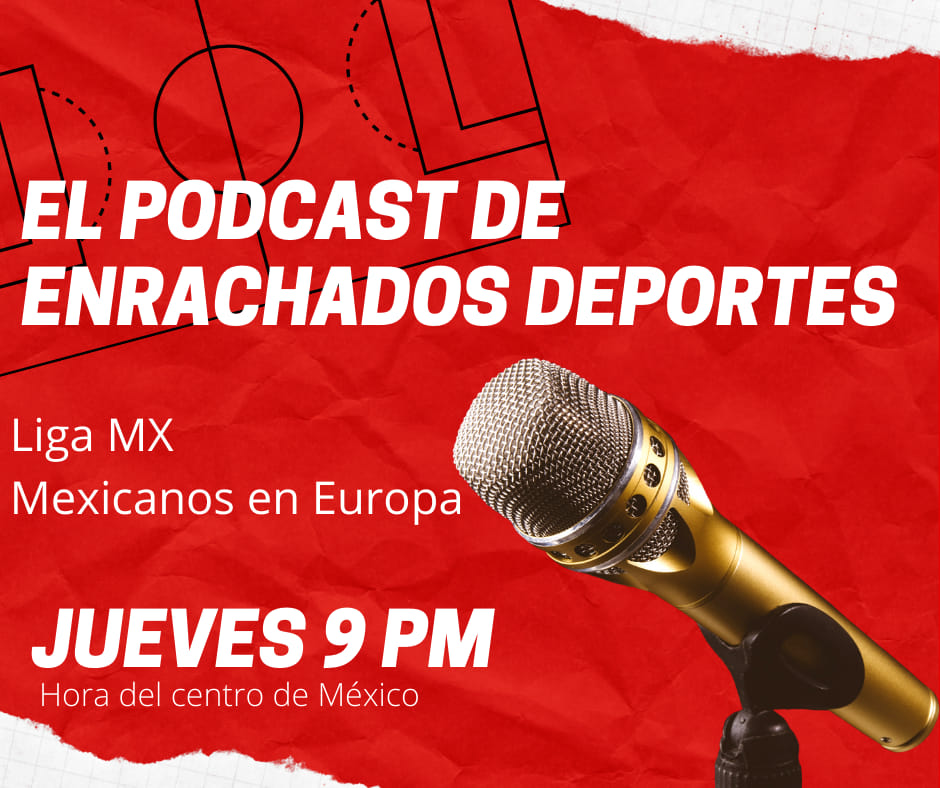 EL PODCAST DE
ENRACHADOS DEPORTES
Liga MX
Mexicanos en Europa
JUEVES 9 PM
Hora del centro de México